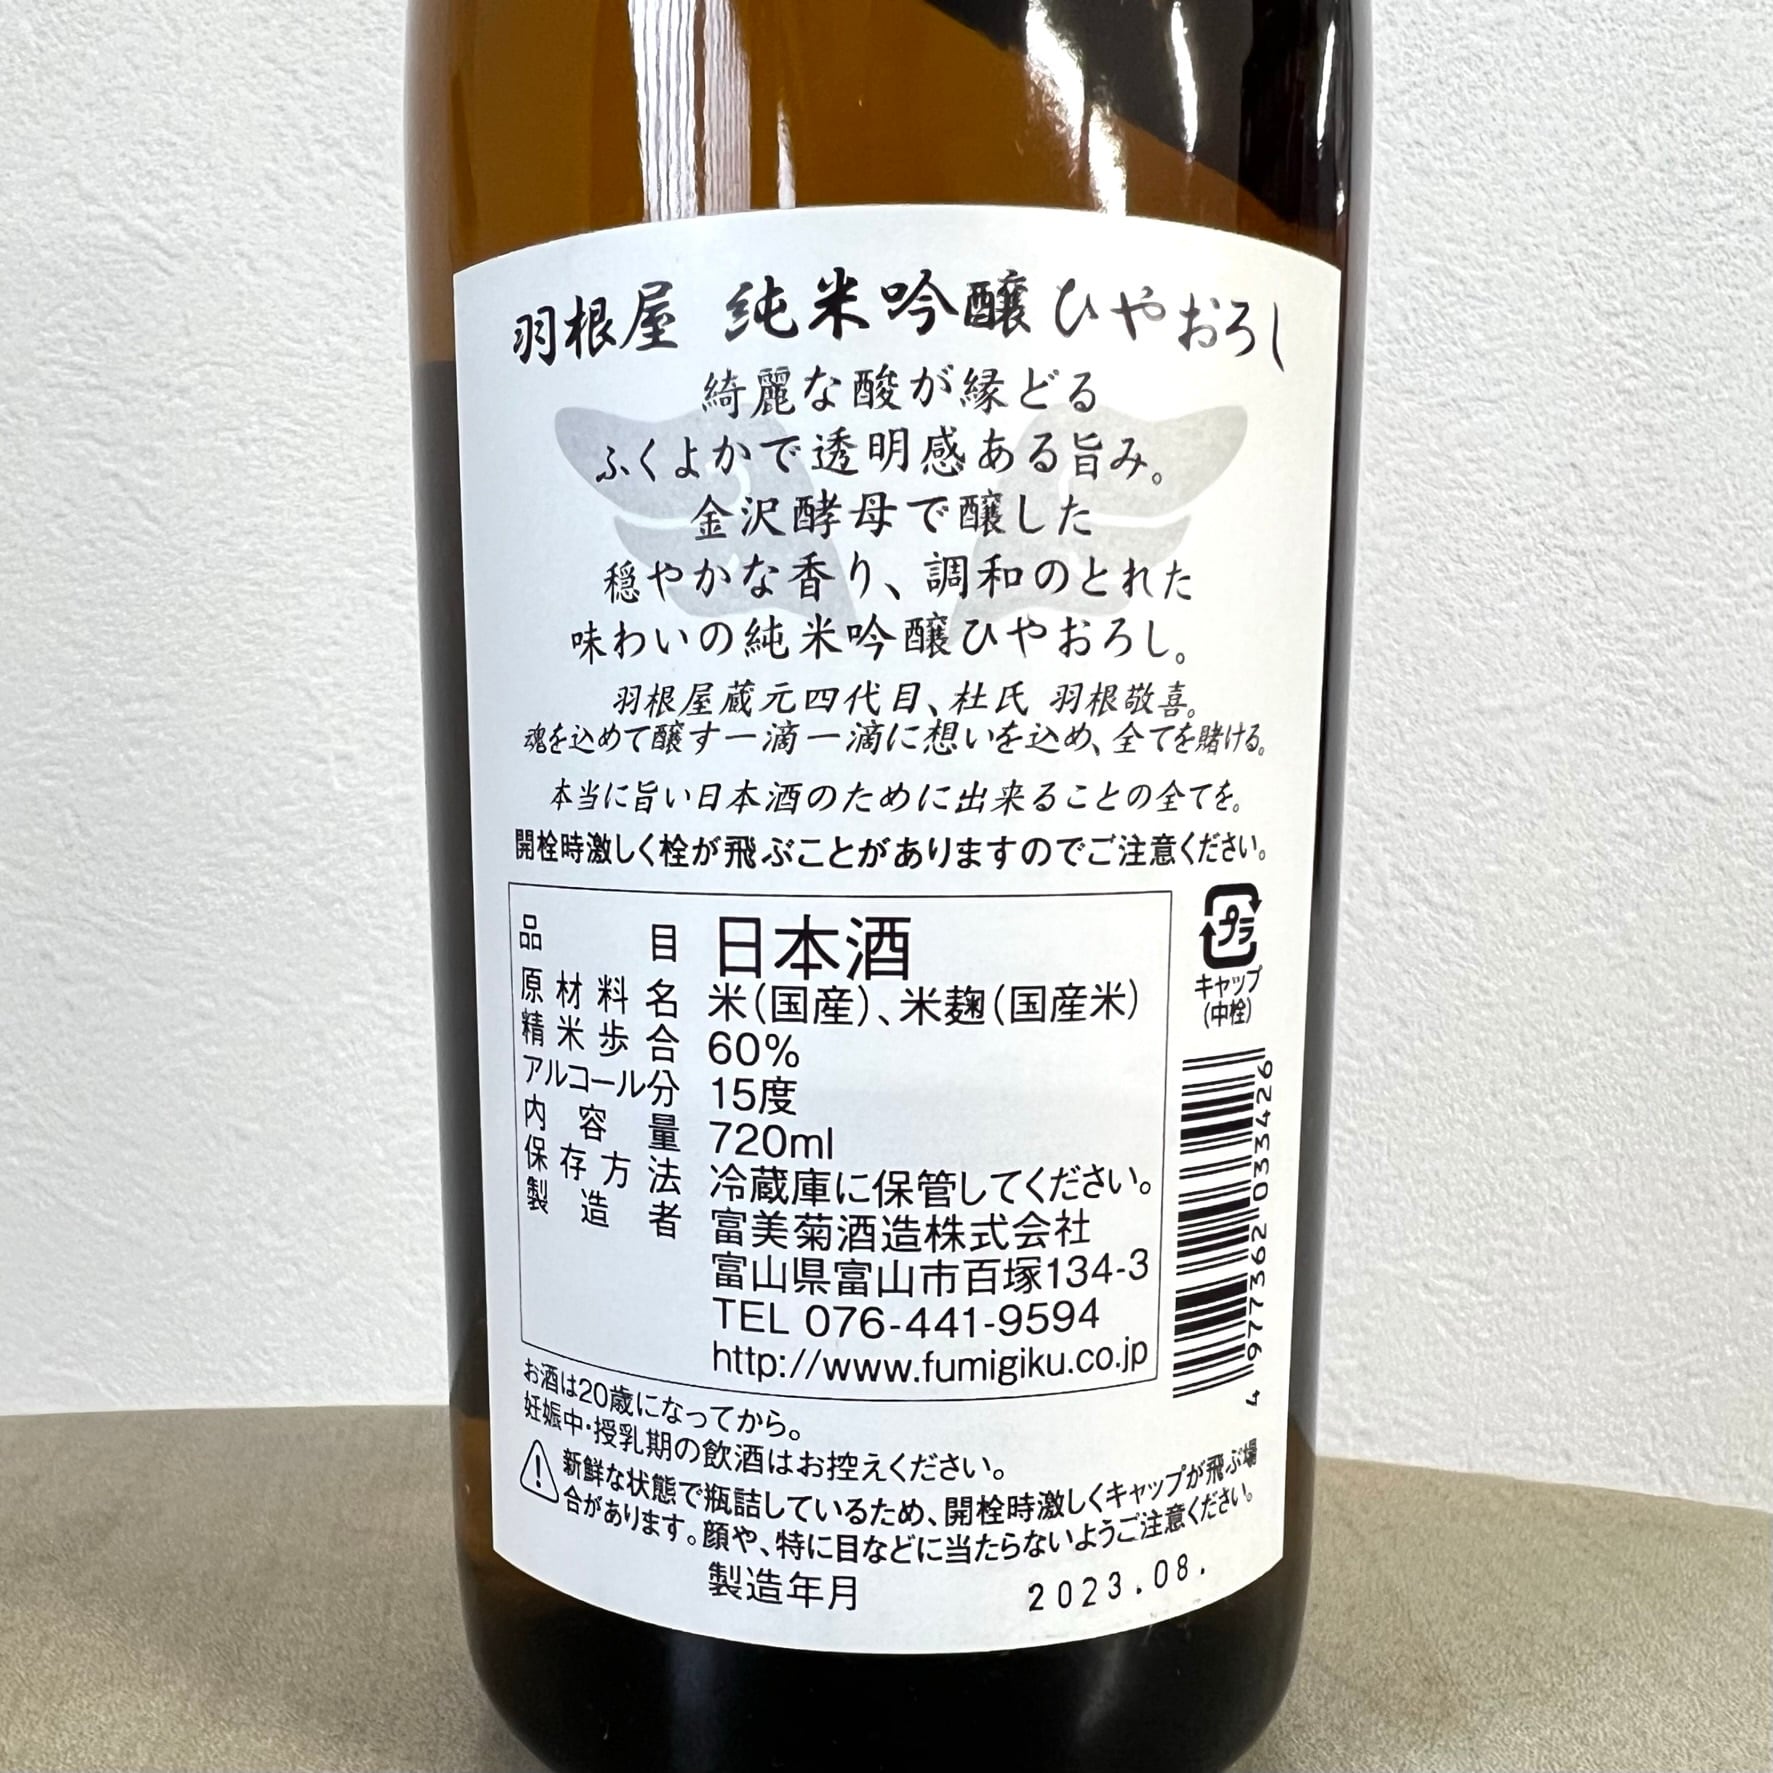 羽根屋 純米吟醸ひやおろし
綺麗な酸が縁どる
ふくよかで透明感ある旨み。
金沢酵母で醸した
穏やかな香り、調和のとれた
味わいの純米吟醸ひやおろし。
羽根屋蔵元四代目、杜氏 羽根敬喜。
魂を込めて醸す一滴一滴に想いを込め、全てを賭ける。
本当に旨い日本酒のために出来ることの全てを。
開栓時激しく栓が飛ぶことがありますのでご注意ください。
品目 日本酒
原材料名 米(国産)、米麹(国産米)
精米歩合 60%
アルコール分 15度
内容量 720ml
保存方法 冷蔵庫に保管してください。
製造者 富美菊酒造株式会社
富山県富山市百塚134-3
TEL 076-441-9594
http://www.fumigiku.co.jp
プラ
キャップ
(中栓)
4 977362 033426
お酒は20歳になってから。
妊娠中・授乳期の飲酒はお控えください。
新鮮な状態で瓶詰しているため、開栓時激しくキャップが飛ぶ場
合があります。顔や、特に目などに当たらないようご注意ください。
製造年月 2023.08.